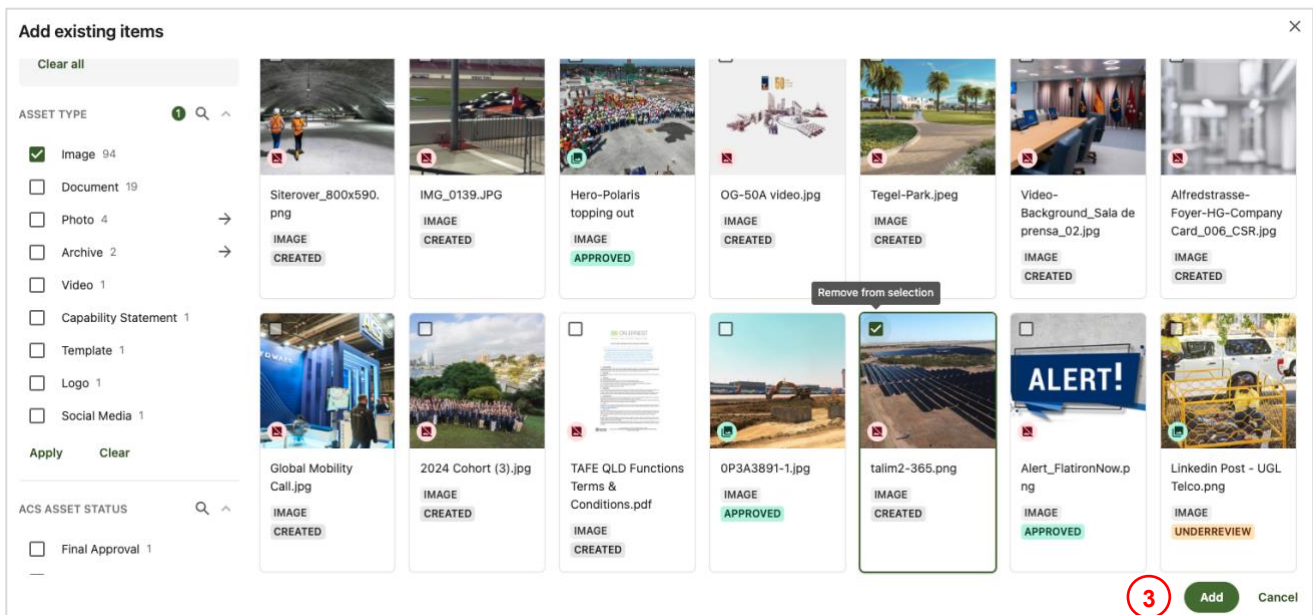 Add existing items
Clear all
ASSET TYPE
1
Image 94
Document 19
Photo 4
Archive 2
Video 1
Capability Statement 1
Template 1
Logo 1
Social Media 1
Apply
Clear
ACS ASSET STATUS
Final Approval 1
Siterover_800x590.
png
IMAGE
CREATED
IMG_0139.JPG
IMAGE
CREATED
Hero-Polaris
topping out
IMAGE
APPROVED
OG-50A video.jpg
IMAGE
CREATED
Tegel-Park.jpeg
IMAGE
CREATED
Video-
Background_Sala de
prensa_02.jpg
IMAGE
CREATED
Alfredstrasse-
Foyer-HG-Company
Card_006_CSR.jpg
IMAGE
CREATED
Remove from selection
Global Mobility
Call.jpg
IMAGE
CREATED
2024 Cohort (3).jpg
IMAGE
CREATED
TAFE QLD Functions
Terms &
Conditions.pdf
IMAGE
CREATED
0P3A3891-1.jpg
IMAGE
APPROVED
talim2-365.png
IMAGE
CREATED
ALERT!
Alert_FlatironNow.p
ng
IMAGE
APPROVED
Linkedin Post - UGL
Telco.png
IMAGE
UNDERREVIEW
3
Add
Cancel